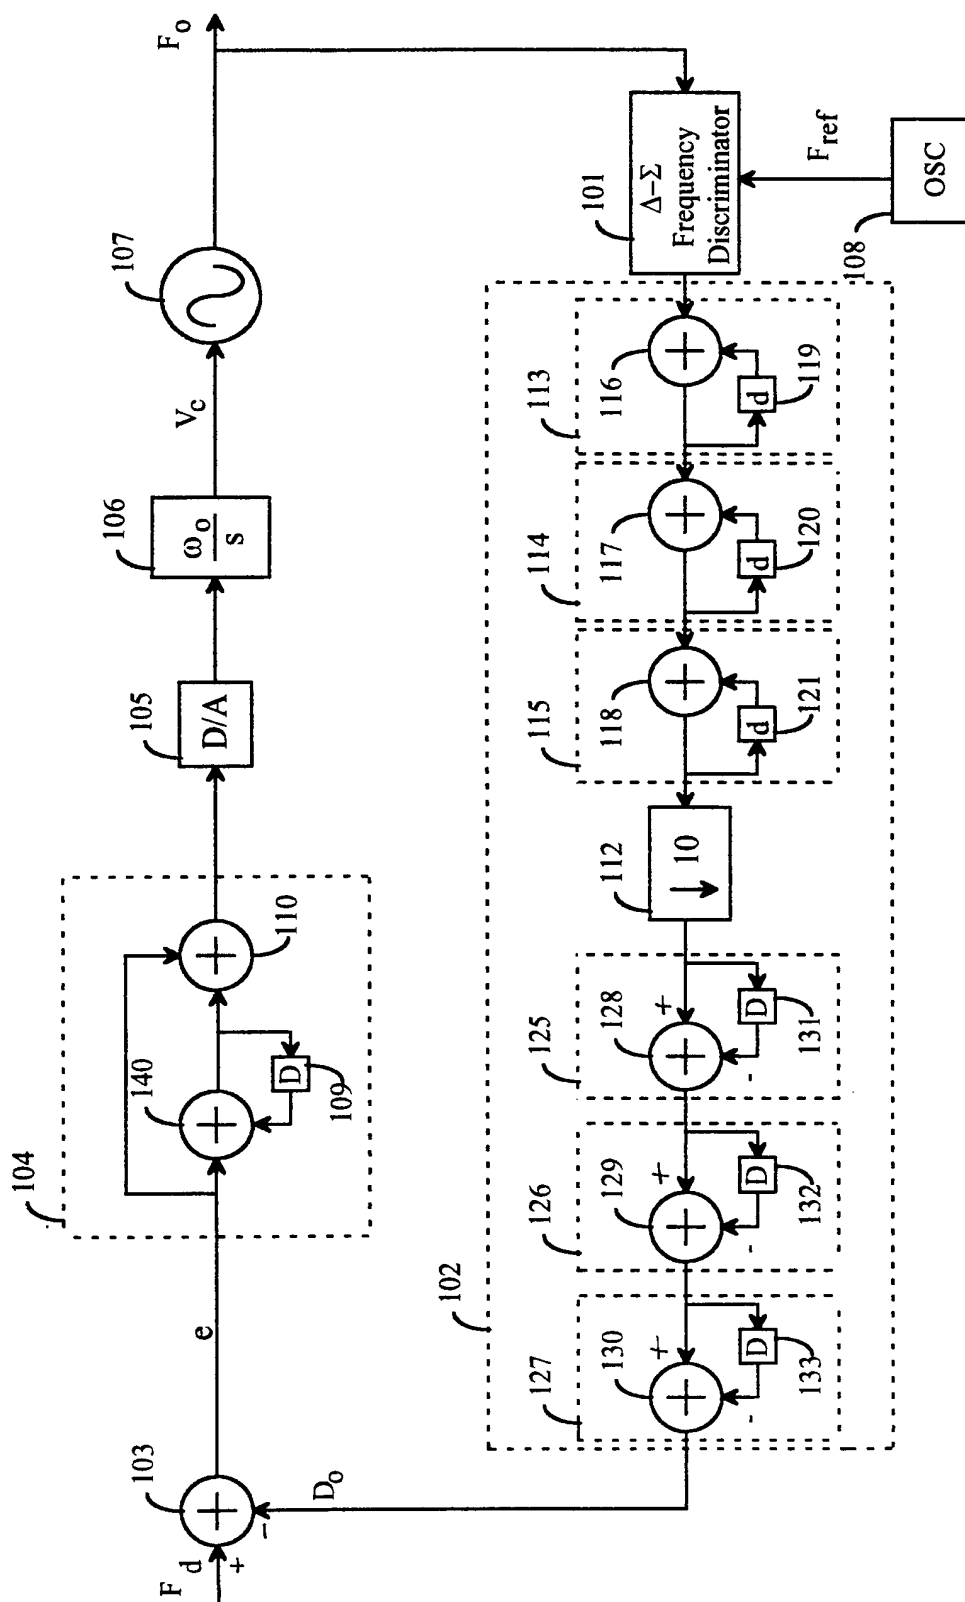 F_d
+
-
103
e
D_o
104
140
D
109
110
105
D/A
106
ω_o
s
V_c
107
F_o
102
127
130
+
-
D
133
126
129
+
-
D
132
125
128
+
-
D
131
112
↓ 10
115
118
d
121
114
117
d
120
113
116
d
119
101
Δ–Σ
Frequency
Discriminator
F_ref
108
OSC